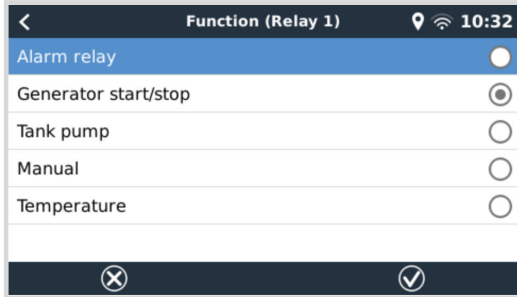 Function (Relay 1) 10:32
Alarm relay
Generator start/stop
Tank pump
Manual
Temperature